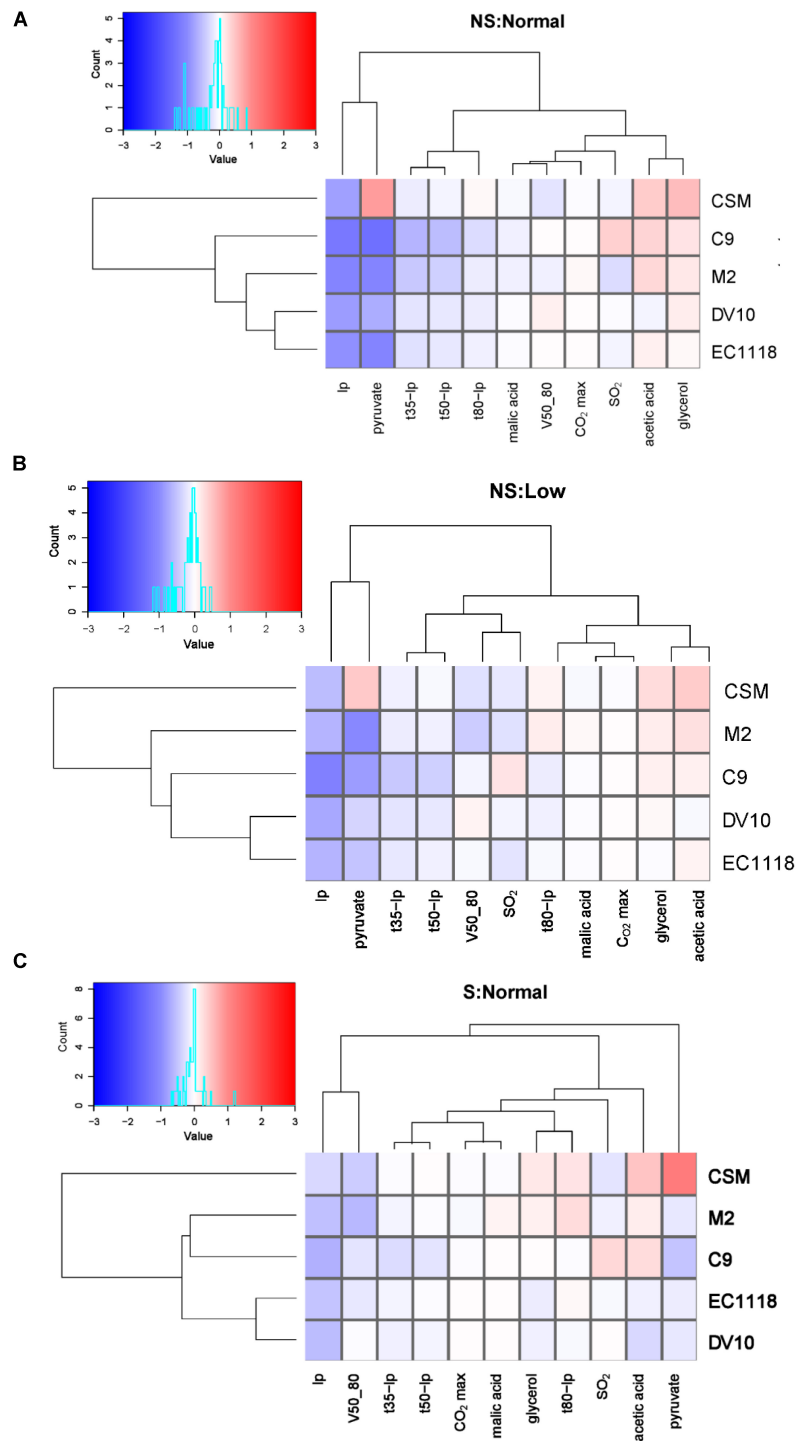 A
NS:Normal
Count
5
4
3
2
1
0
−3 −2 −1 0 1 2 3
Value
CSM
C9
M2
DV10
EC1118
lp
pyruvate
t35−lp
t50−lp
t80−lp
malic acid
V50_80
CO₂ max
SO₂
acetic acid
glycerol
B
NS:Low
Count
5
4
3
2
1
0
−3 −2 −1 0 1 2 3
Value
CSM
M2
C9
DV10
EC1118
lp
pyruvate
t35−lp
t50−lp
V50_80
SO₂
t80−lp
malic acid
CO₂ max
glycerol
acetic acid
C
S:Normal
Count
8
6
4
2
0
−3 −2 −1 0 1 2 3
Value
CSM
M2
C9
EC1118
DV10
lp
V50_80
t35−lp
t50−lp
CO₂ max
malic acid
glycerol
t80−lp
SO₂
acetic acid
pyruvate